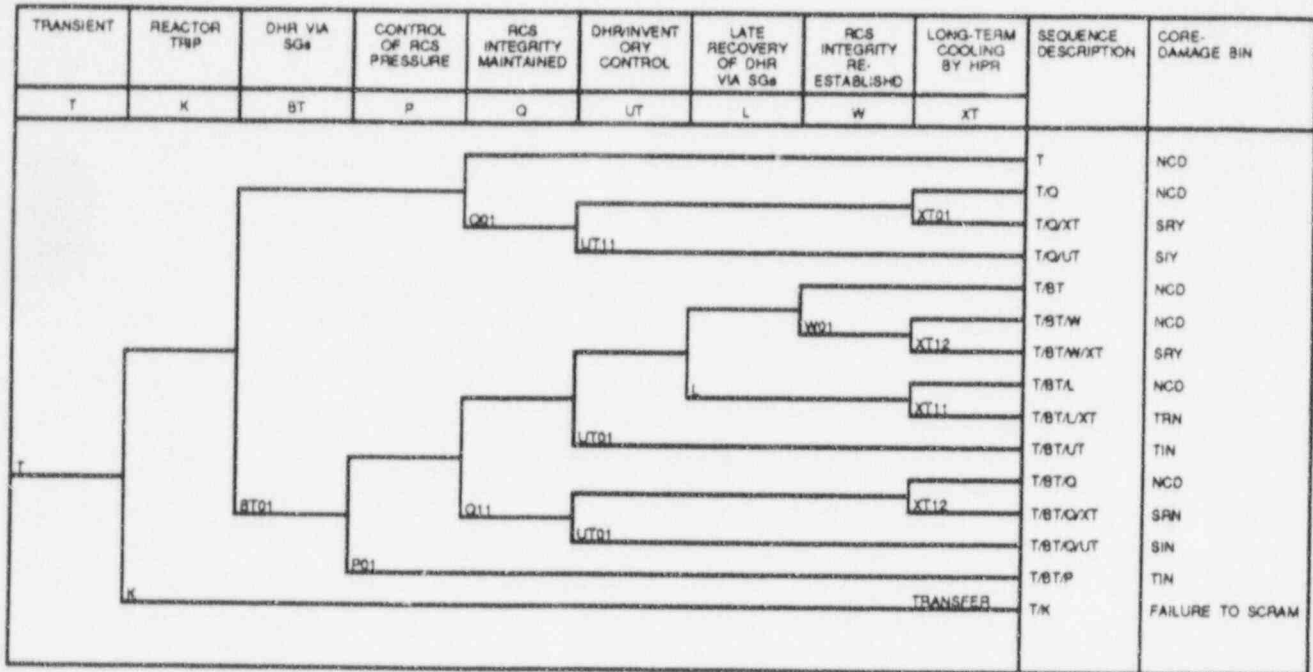 TRANSIENT
REACTOR
TRIP
DHR VIA
SGs
CONTROL
OF RCS
PRESSURE
RCS
INTEGRITY
MAINTAINED
DHR/INVENT
ORY
CONTROL
LATE
RECOVERY
OF DHR
VIA SGs
RCS
INTEGRITY
RE-
ESTABLISHD
LONG-TERM
COOLING
BY HPR
SEQUENCE
DESCRIPTION
CORE-
DAMAGE BIN
T
K
BT
P
Q
UT
L
W
XT
T NCD
T/Q NCD
XT01
Q01
T/Q/XT SRY
UT11
T/Q/UT SIY
T/BT NCD
T/BT/W NCD
W01
XT12
T/BT/W/XT SRY
T/BT/L NCD
L
XT11
T/BT/L/XT TRN
UT01
T/BT/UT TIN
T
T/BT/Q NCD
XT12
BT01
Q11
T/BT/Q/XT SRN
UT01
T/BT/Q/UT SIN
P01
T/BT/P TIN
K
TRANSFER
T/K FAILURE TO SCRAM